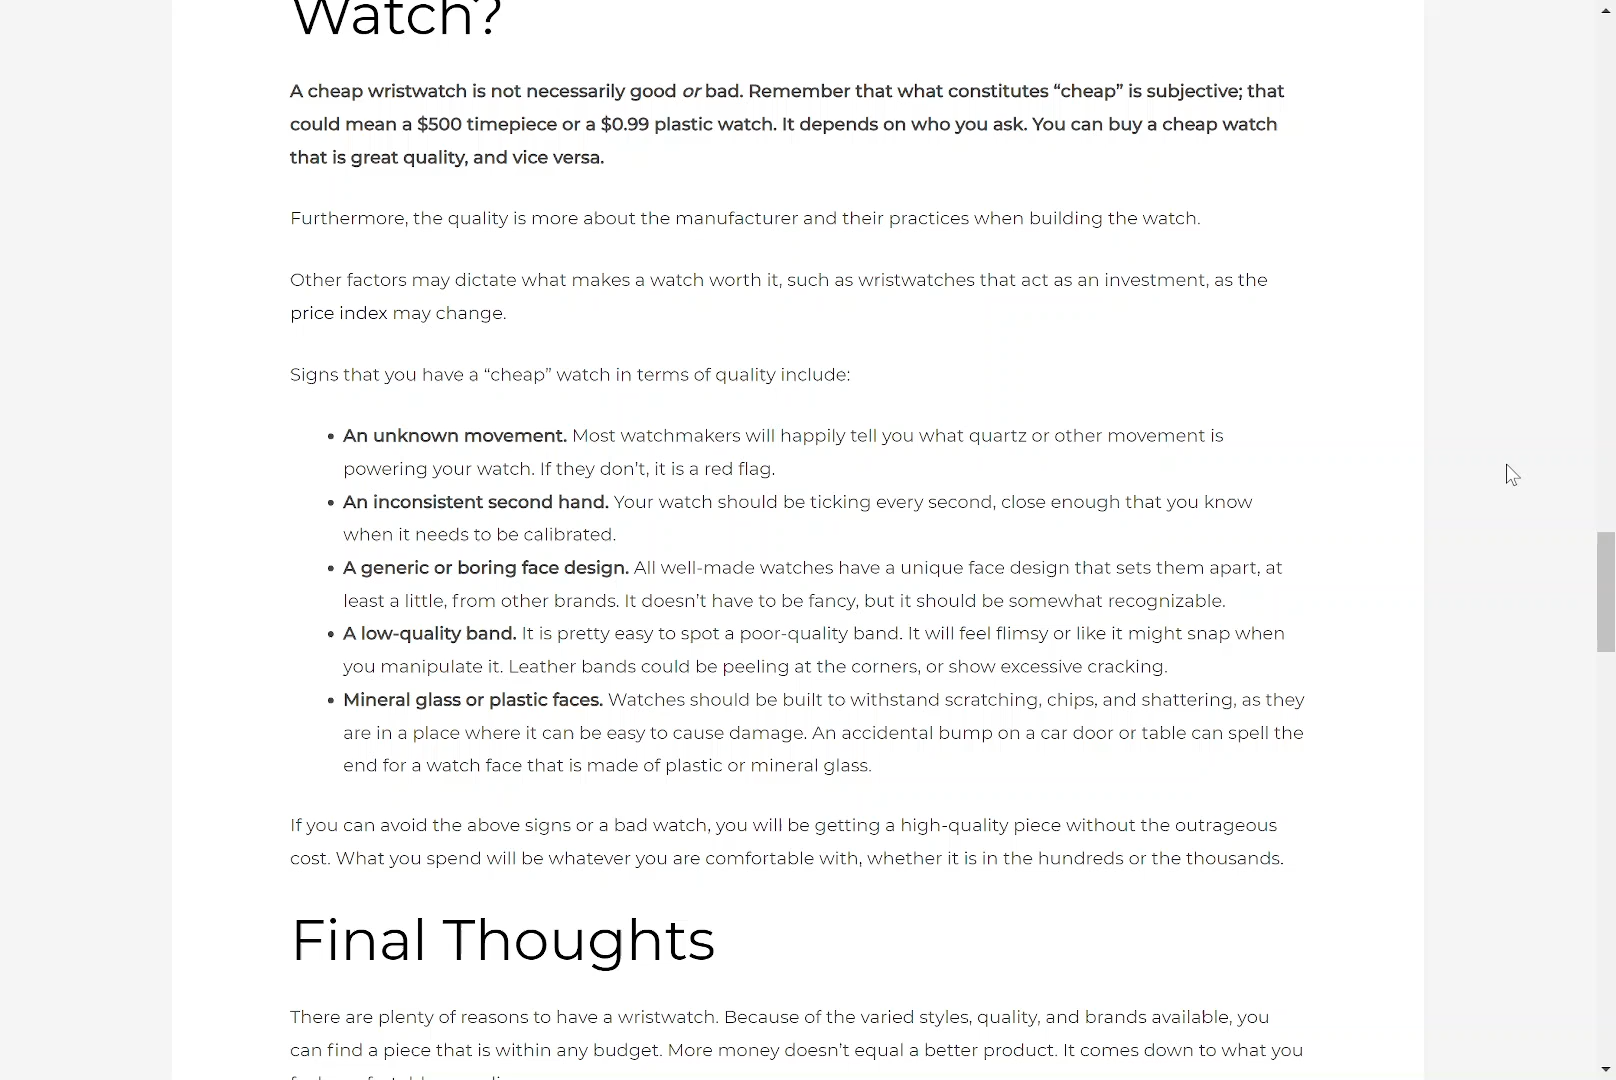 Watch?
A cheap wristwatch is not necessarily good or bad. Remember that what constitutes “cheap” is subjective; that
could mean a $500 timepiece or a $0.99 plastic watch. It depends on who you ask. You can buy a cheap watch
that is great quality, and vice versa.
Furthermore, the quality is more about the manufacturer and their practices when building the watch.
Other factors may dictate what makes a watch worth it, such as wristwatches that act as an investment, as the
price index may change.
Signs that you have a “cheap” watch in terms of quality include:
• An unknown movement. Most watchmakers will happily tell you what quartz or other movement is
powering your watch. If they don’t, it is a red flag.
• An inconsistent second hand. Your watch should be ticking every second, close enough that you know
when it needs to be calibrated.
• A generic or boring face design. All well-made watches have a unique face design that sets them apart, at
least a little, from other brands. It doesn’t have to be fancy, but it should be somewhat recognizable.
• A low-quality band. It is pretty easy to spot a poor-quality band. It will feel flimsy or like it might snap when
you manipulate it. Leather bands could be peeling at the corners, or show excessive cracking.
• Mineral glass or plastic faces. Watches should be built to withstand scratching, chips, and shattering, as they
are in a place where it can be easy to cause damage. An accidental bump on a car door or table can spell the
end for a watch face that is made of plastic or mineral glass.
If you can avoid the above signs or a bad watch, you will be getting a high-quality piece without the outrageous
cost. What you spend will be whatever you are comfortable with, whether it is in the hundreds or the thousands.
Final Thoughts
There are plenty of reasons to have a wristwatch. Because of the varied styles, quality, and brands available, you
can find a piece that is within any budget. More money doesn’t equal a better product. It comes down to what you